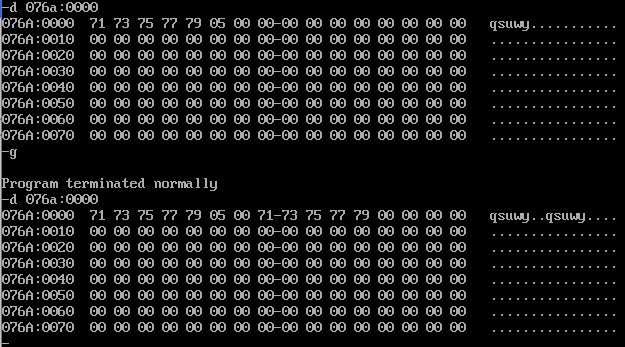 -d 076a:0000
076A:0000  71 73 75 77 79 05 00 00-00 00 00 00 00 00 00 00   qsuwy...........
076A:0010  00 00 00 00 00 00 00 00-00 00 00 00 00 00 00 00   ................
076A:0020  00 00 00 00 00 00 00 00-00 00 00 00 00 00 00 00   ................
076A:0030  00 00 00 00 00 00 00 00-00 00 00 00 00 00 00 00   ................
076A:0040  00 00 00 00 00 00 00 00-00 00 00 00 00 00 00 00   ................
076A:0050  00 00 00 00 00 00 00 00-00 00 00 00 00 00 00 00   ................
076A:0060  00 00 00 00 00 00 00 00-00 00 00 00 00 00 00 00   ................
076A:0070  00 00 00 00 00 00 00 00-00 00 00 00 00 00 00 00   ................
-g
Program terminated normally
-d 076a:0000
076A:0000  71 73 75 77 79 05 00 71-73 75 77 79 00 00 00 00   qsuwy..qsuwy....
076A:0010  00 00 00 00 00 00 00 00-00 00 00 00 00 00 00 00   ................
076A:0020  00 00 00 00 00 00 00 00-00 00 00 00 00 00 00 00   ................
076A:0030  00 00 00 00 00 00 00 00-00 00 00 00 00 00 00 00   ................
076A:0040  00 00 00 00 00 00 00 00-00 00 00 00 00 00 00 00   ................
076A:0050  00 00 00 00 00 00 00 00-00 00 00 00 00 00 00 00   ................
076A:0060  00 00 00 00 00 00 00 00-00 00 00 00 00 00 00 00   ................
076A:0070  00 00 00 00 00 00 00 00-00 00 00 00 00 00 00 00   ................
-